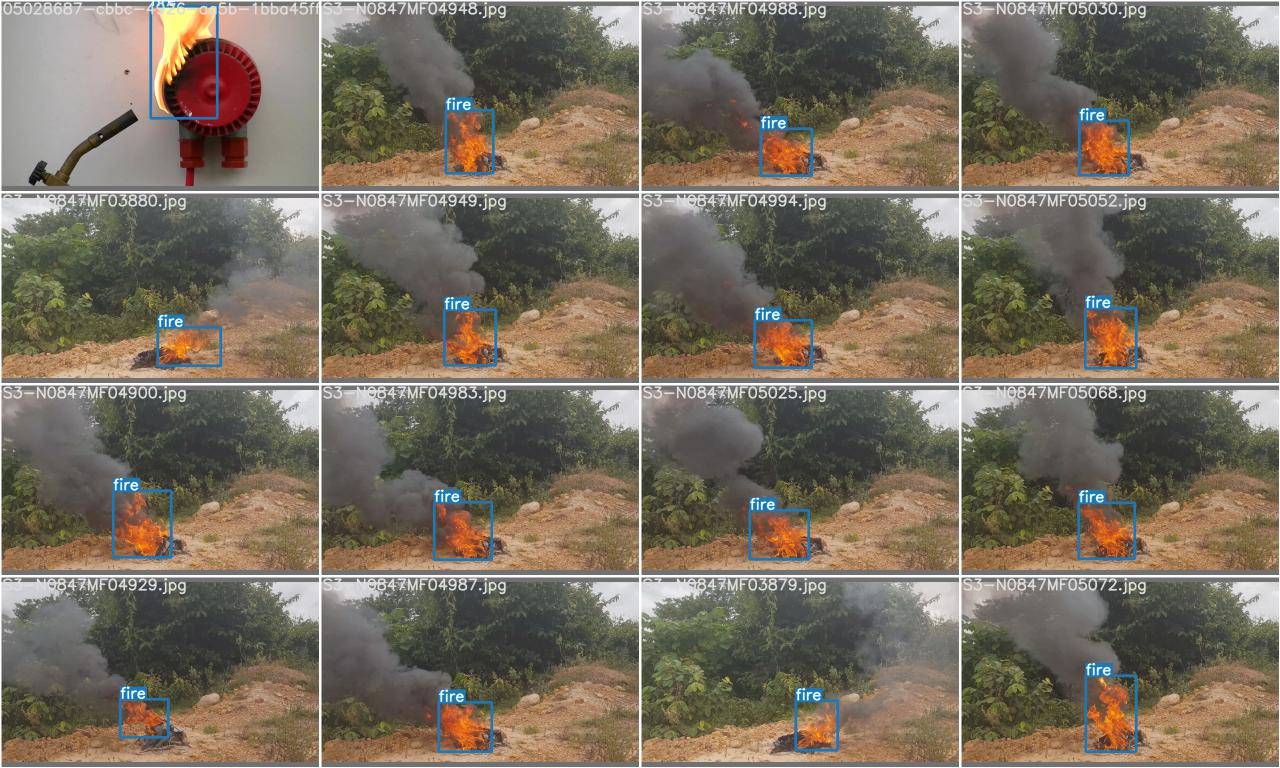 S3-N0847MF04948.jpg
S3-N0847MF04988.jpg
S3-N0847MF05030.jpg
fire
fire
fire
S3-N0847MF03880.jpg
S3-N0847MF04949.jpg
S3-N0847MF04994.jpg
S3-N0847MF05052.jpg
fire
fire
fire
fire
S3-N0847MF04900.jpg
S3-N0847MF04983.jpg
S3-N0847MF05025.jpg
S3-N0847MF05068.jpg
fire
fire
fire
fire
S3-N0847MF04929.jpg
S3-N0847MF04987.jpg
S3-N0847MF03879.jpg
S3-N0847MF05072.jpg
fire
fire
fire
fire